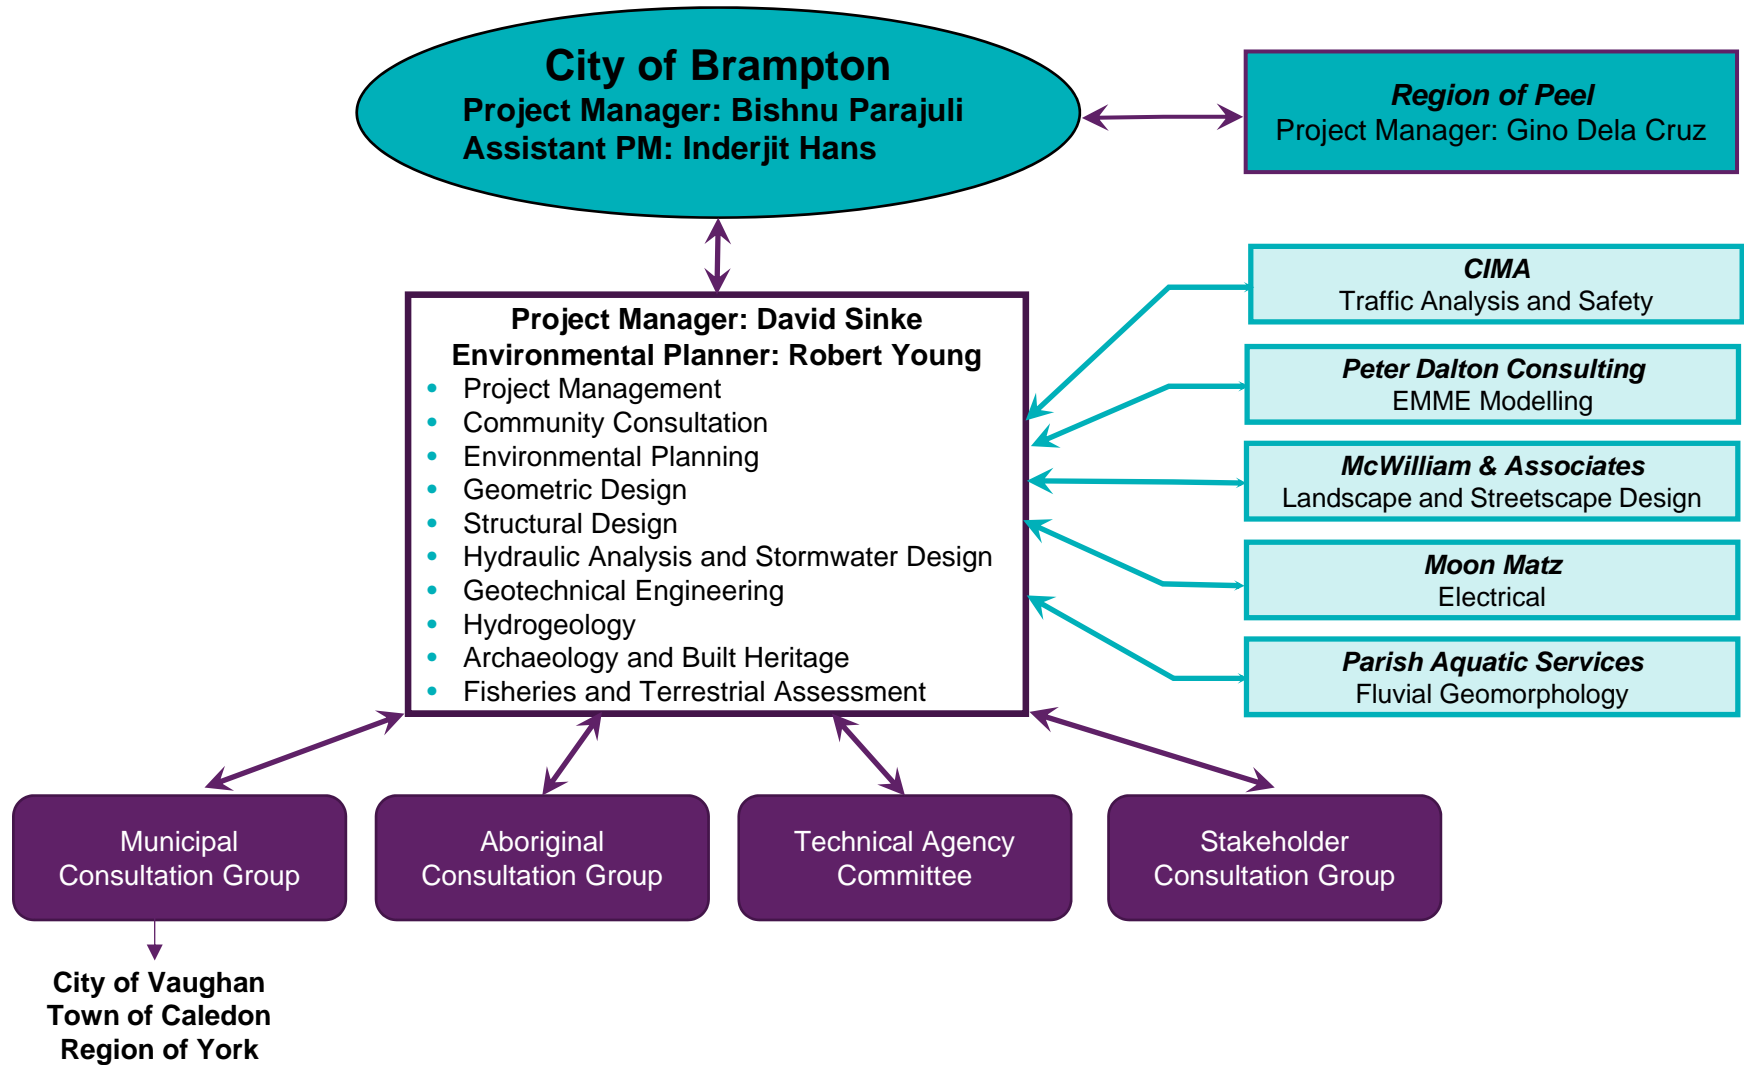 City of Brampton
Project Manager: Bishnu Parajuli
Assistant PM: Inderjit Hans
Region of Peel
Project Manager: Gino Dela Cruz
Project Manager: David Sinke
Environmental Planner: Robert Young
• Project Management
• Community Consultation
• Environmental Planning
• Geometric Design
• Structural Design
• Hydraulic Analysis and Stormwater Design
• Geotechnical Engineering
• Hydrogeology
• Archaeology and Built Heritage
• Fisheries and Terrestrial Assessment
CIMA
Traffic Analysis and Safety
Peter Dalton Consulting
EMME Modelling
McWilliam & Associates
Landscape and Streetscape Design
Moon Matz
Electrical
Parish Aquatic Services
Fluvial Geomorphology
Municipal
Consultation Group
Aboriginal
Consultation Group
Technical Agency
Committee
Stakeholder
Consultation Group
City of Vaughan
Town of Caledon
Region of York